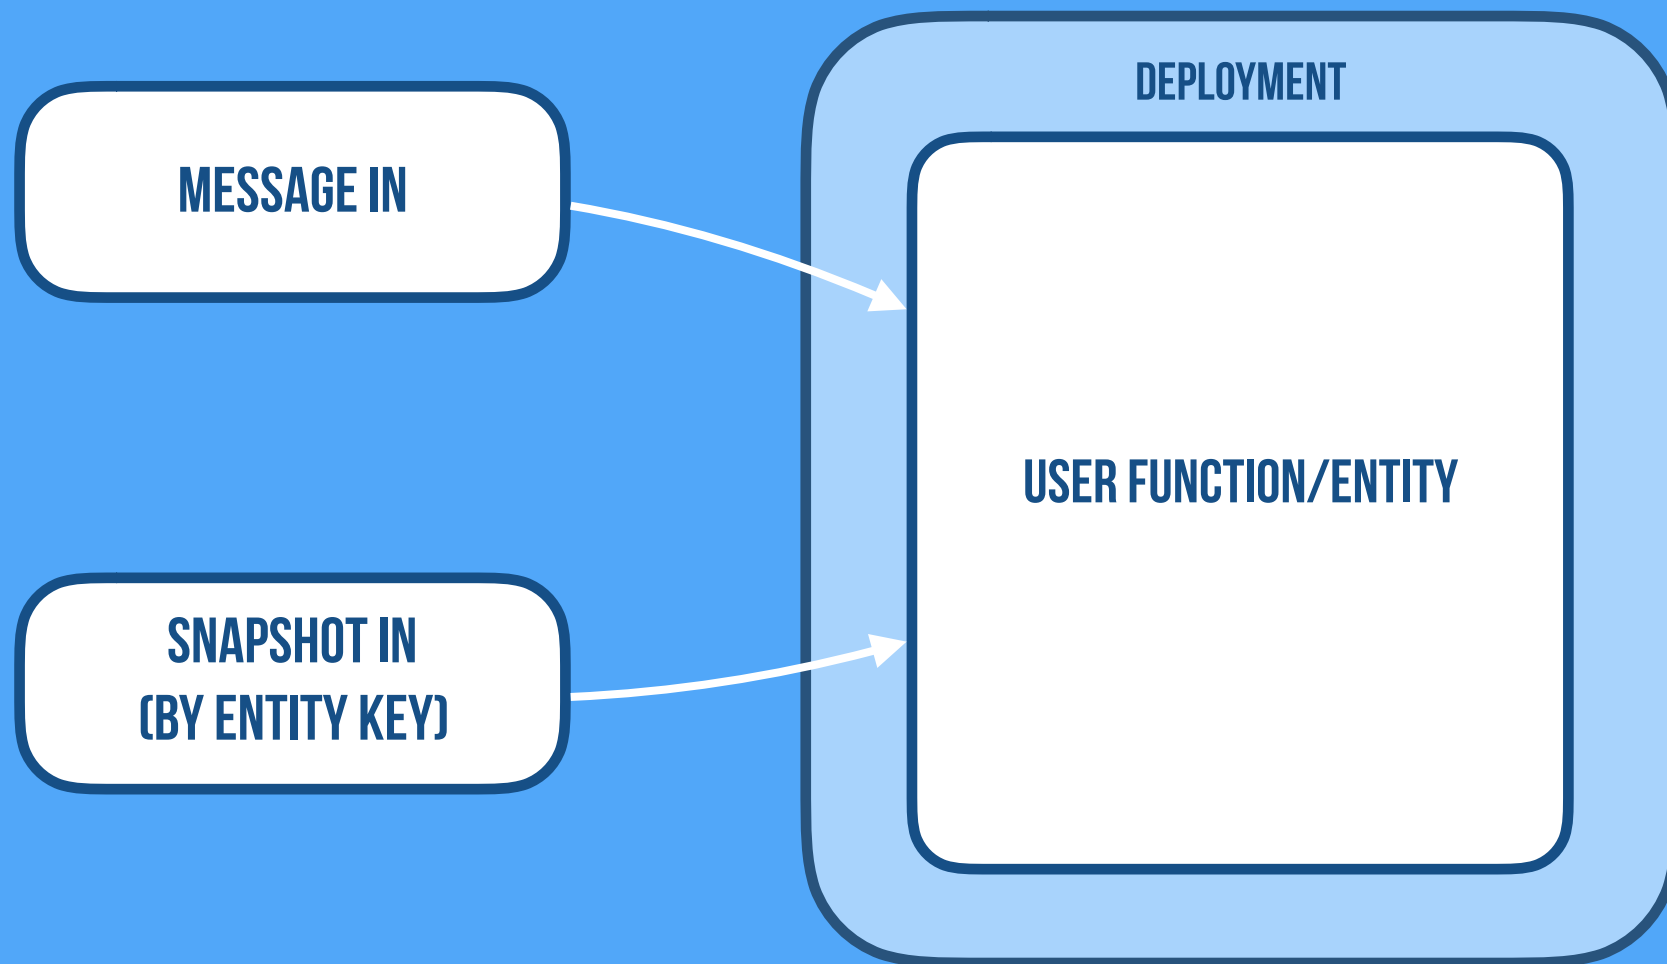 DEPLOYMENT
MESSAGE IN
USER FUNCTION/ENTITY
SNAPSHOT IN
(BY ENTITY KEY)